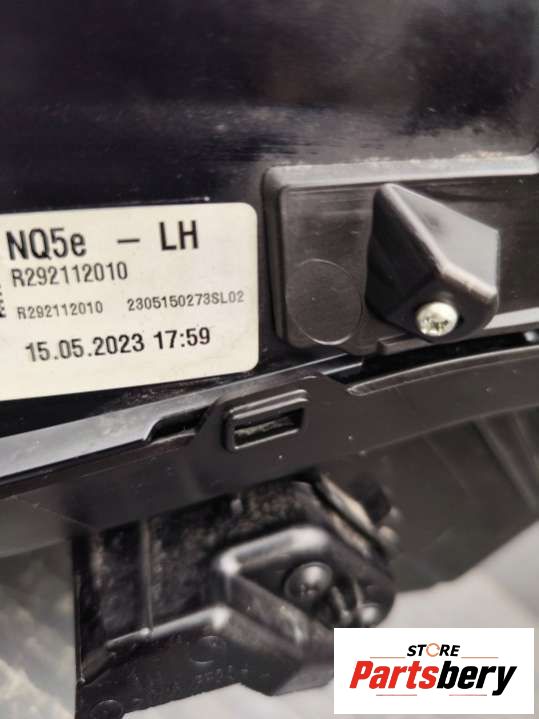 NQ5e - LH
R292112010
R292112010 2305150273SL02
15.05.2023 17:59
STORE
Partsbery